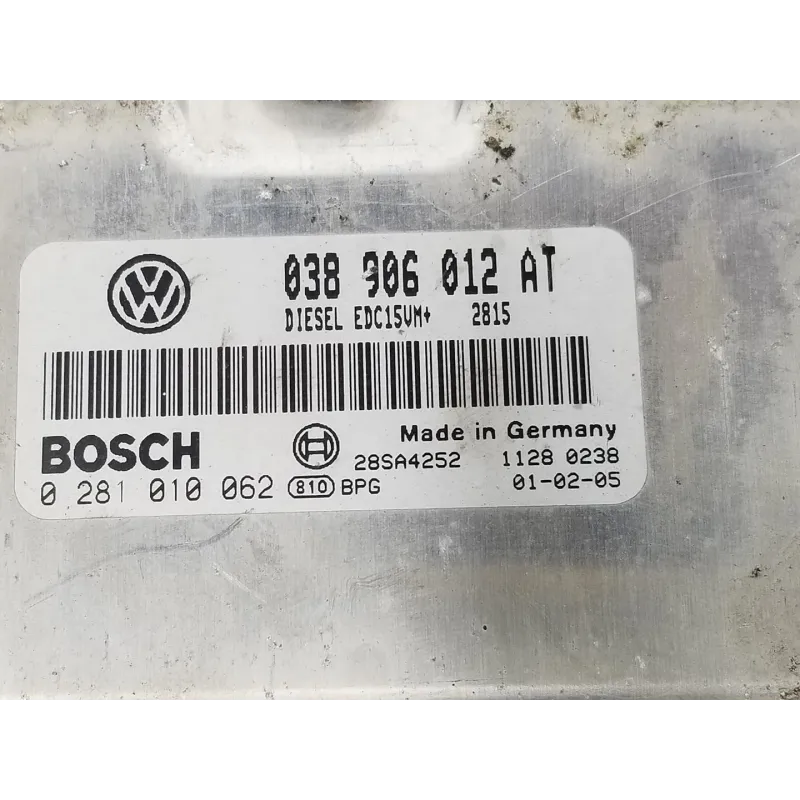 038 906 012 AT
DIESEL EDC15VM+ 2815
BOSCH
Made in Germany
28SA4252 1128 0238
0 281 010 062 810 BPG 01-02-05